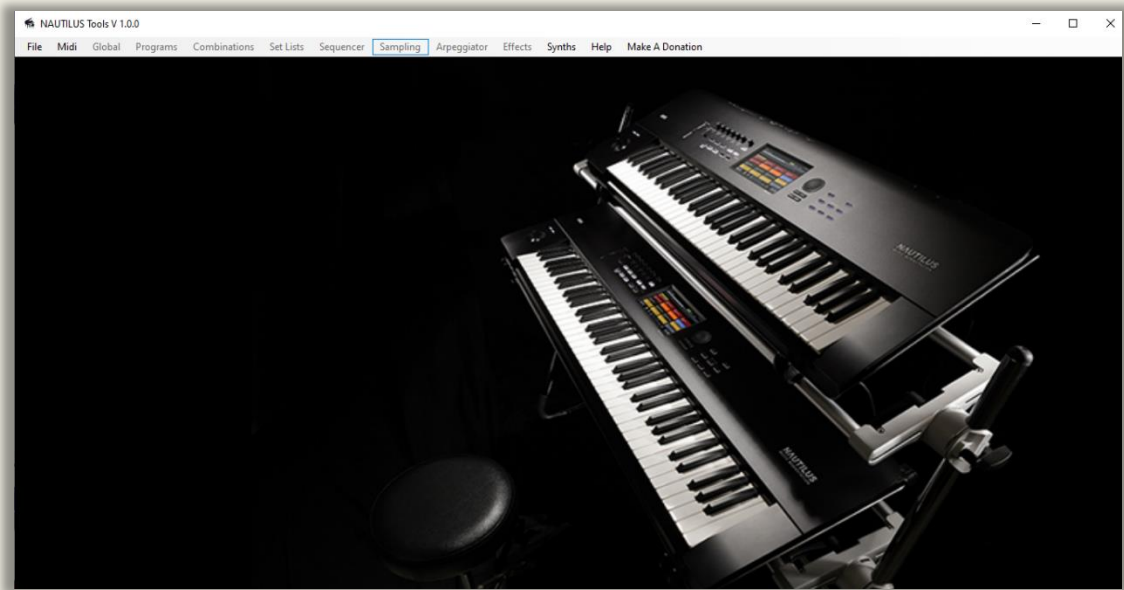 NAUTILUS Tools V 1.0.0
File Midi Global Programs Combinations Set Lists Sequencer Sampling Arpeggiator Effects Synths Help Make A Donation
NAUTILUS
NAUTILUS